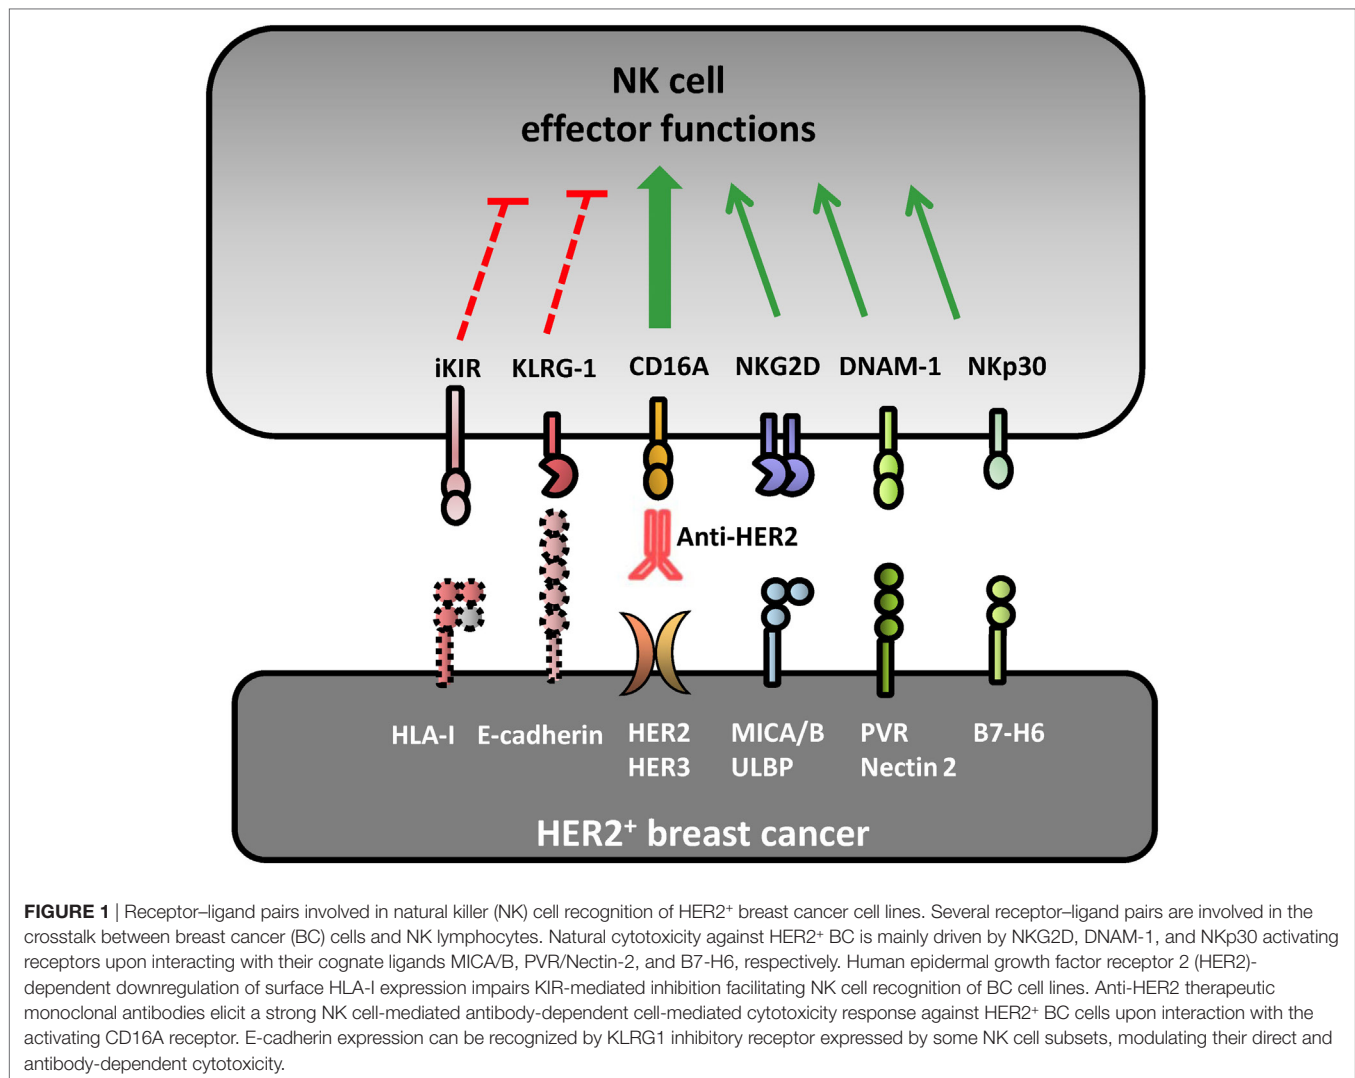 NK cell
effector functions
iKIR KLRG-1 CD16A NKG2D DNAM-1 NKp30
Anti-HER2
HLA-I E-cadherin HER2 MICA/B PVR B7-H6
HER3 ULBP Nectin 2
HER2⁺ breast cancer
FIGURE 1 | Receptor–ligand pairs involved in natural killer (NK) cell recognition of HER2⁺ breast cancer cell lines. Several receptor–ligand pairs are involved in the
crosstalk between breast cancer (BC) cells and NK lymphocytes. Natural cytotoxicity against HER2⁺ BC is mainly driven by NKG2D, DNAM-1, and NKp30 activating
receptors upon interacting with their cognate ligands MICA/B, PVR/Nectin-2, and B7-H6, respectively. Human epidermal growth factor receptor 2 (HER2)-
dependent downregulation of surface HLA-I expression impairs KIR-mediated inhibition facilitating NK cell recognition of BC cell lines. Anti-HER2 therapeutic
monoclonal antibodies elicit a strong NK cell-mediated antibody-dependent cell-mediated cytotoxicity response against HER2⁺ BC cells upon interaction with the
activating CD16A receptor. E-cadherin expression can be recognized by KLRG1 inhibitory receptor expressed by some NK cell subsets, modulating their direct and
antibody-dependent cytotoxicity.